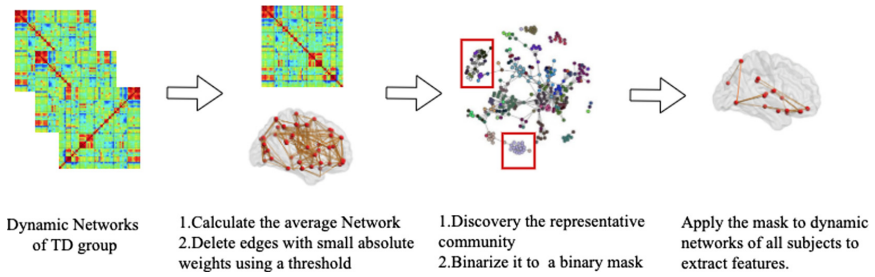 Dynamic Networks
of TD group
1.Calculate the average Network
2.Delete edges with small absolute
weights using a threshold
1.Discovery the representative
community
2.Binarize it to a binary mask
Apply the mask to dynamic
networks of all subjects to
extract features.